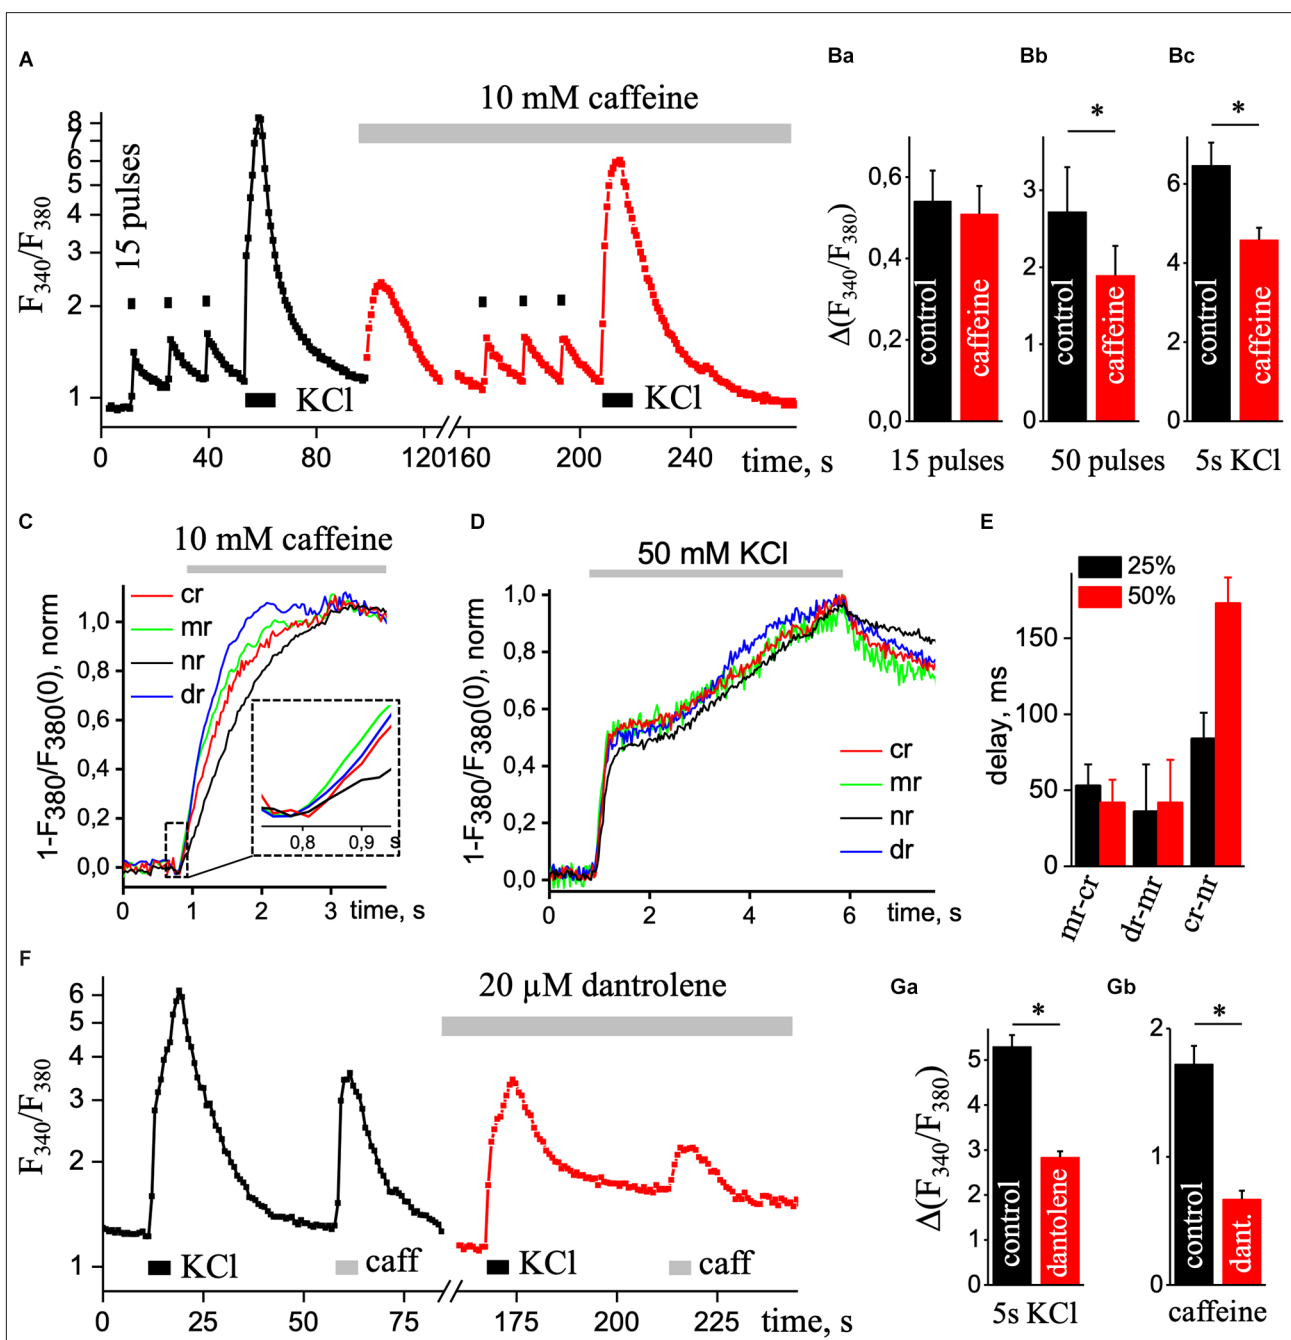 A
10 mM caffeine
F340/F380
8
7
6
5
4
3
2
1
15 pulses
KCl
KCl
0
40
80
120
160
200
240
time, s
Ba
Bb
Bc
Δ(F340/F380)
0,6
0,4
0,2
0,0
control
caffeine
15 pulses
*
3
2
1
0
control
caffeine
50 pulses
*
6
4
2
0
control
caffeine
5s KCl
C
10 mM caffeine
1-F380/F380(0), norm
1,0
0,8
0,6
0,4
0,2
0,0
cr
mr
nr
dr
0,8
0,9
s
0
1
2
3
time, s
D
50 mM KCl
1-F380/F380(0), norm
1,0
0,8
0,6
0,4
0,2
0,0
cr
mr
nr
dr
0
2
4
6
time, s
E
25%
50%
delay, ms
150
100
50
0
mr-cr
dr-mr
cr-nr
F
20 µM dantrolene
F340/F380
6
5
4
3
2
1
KCl
caff
KCl
caff
0
25
50
75
175
200
225
time, s
Ga
Gb
Δ(F340/F380)
*
5
4
3
2
1
0
control
dantolene
5s KCl
*
2
1
0
control
dant.
caffeine